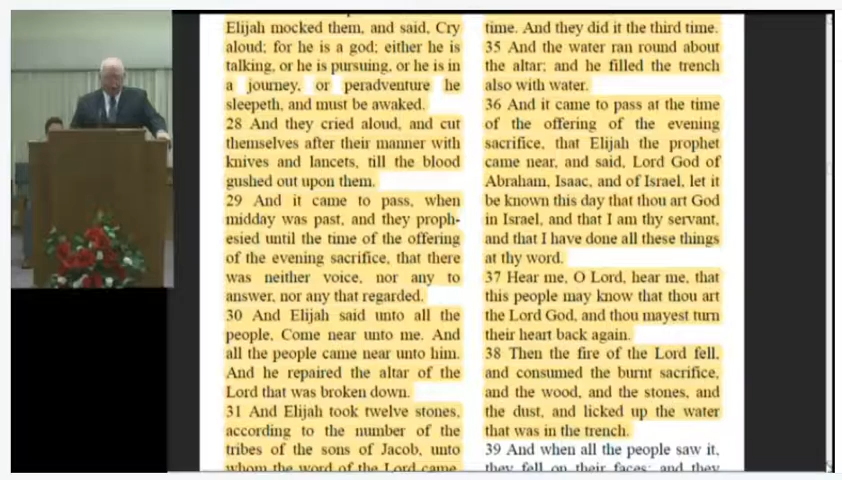 Elijah mocked them, and said, Cry
aloud; for he is a god; either he is
talking, or he is pursuing, or he is in
a journey, or peradventure he
sleepeth, and must be awaked.
28 And they cried aloud, and cut
themselves after their manner with
knives and lancets, till the blood
gushed out upon them.
29 And it came to pass, when
midday was past, and they proph-
esied until the time of the offering
of the evening sacrifice, that there
was neither voice, nor any to
answer, nor any that regarded.
30 And Elijah said unto all the
people, Come near unto me. And
all the people came near unto him.
And he repaired the altar of the
Lord that was broken down.
31 And Elijah took twelve stones,
according to the number of the
tribes of the sons of Jacob, unto
whom the word of the Lord came
time. And they did it the third time.
35 And the water ran round about
the altar; and he filled the trench
also with water.
36 And it came to pass at the time
of the offering of the evening
sacrifice, that Elijah the prophet
came near, and said, Lord God of
Abraham, Isaac, and of Israel, let it
be known this day that thou art God
in Israel, and that I am thy servant,
and that I have done all these things
at thy word.
37 Hear me, O Lord, hear me, that
this people may know that thou art
the Lord God, and thou mayest turn
their heart back again.
38 Then the fire of the Lord fell,
and consumed the burnt sacrifice,
and the wood, and the stones, and
the dust, and licked up the water
that was in the trench.
39 And when all the people saw it,
they fell on their faces: and they